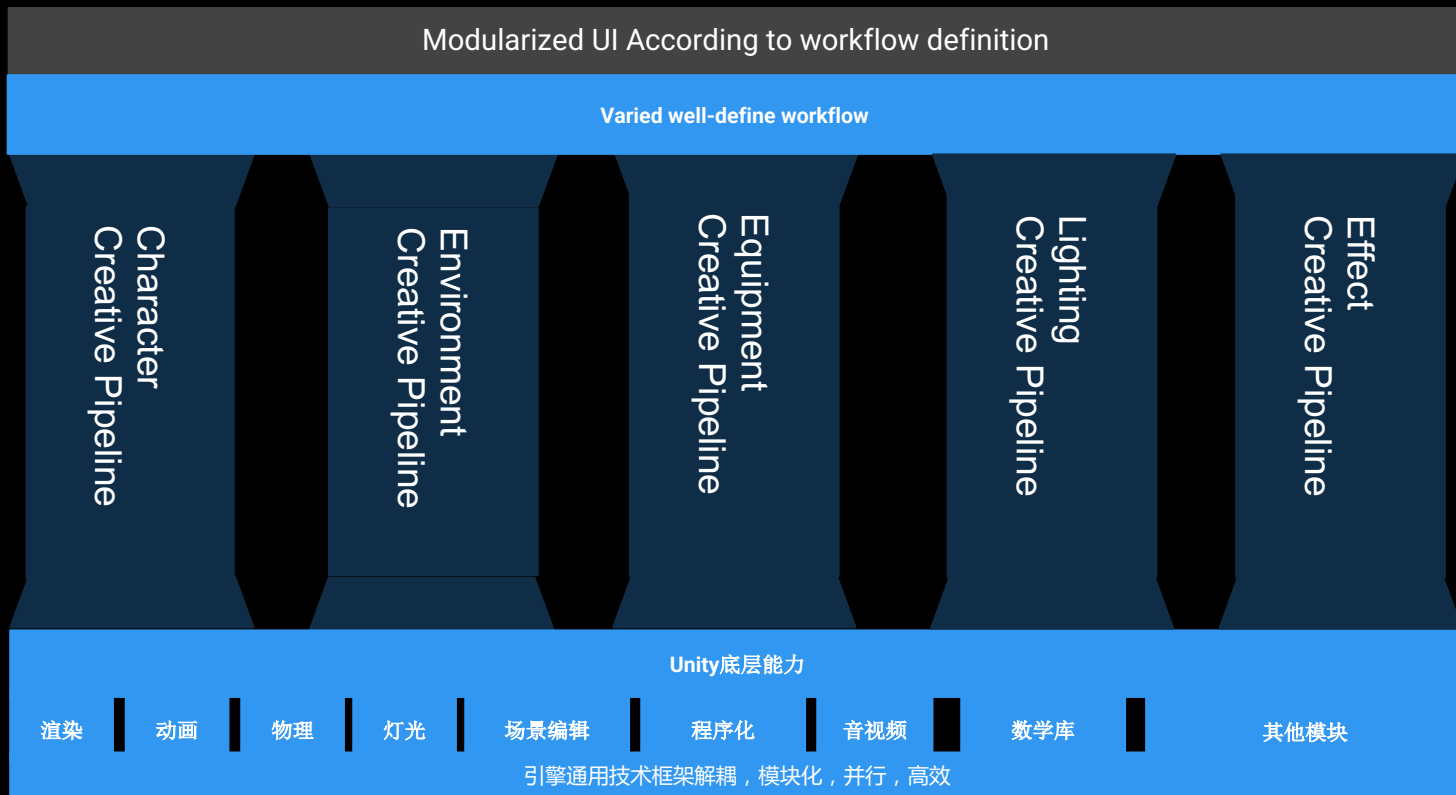 Modularized UI According to workflow definition
Varied well-define workflow
Character
Creative Pipeline
Environment
Creative Pipeline
Equipment
Creative Pipeline
Lighting
Creative Pipeline
Effect
Creative Pipeline
Unity底层能力
渲染 动画 物理 灯光 场景编辑 程序化 音视频 数学库 其他模块
引擎通用技术框架解耦，模块化，并行，高效